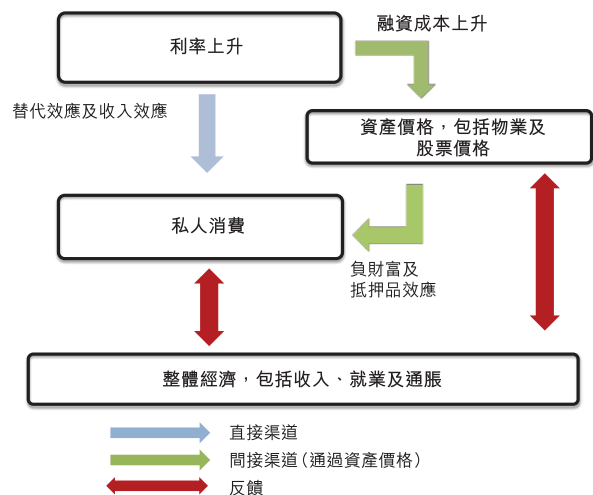 利率上升
融資成本上升
替代效應及收入效應
資產價格，包括物業及
股票價格
私人消費
負財富及
抵押品效應
整體經濟，包括收入、就業及通脹
直接渠道
間接渠道（通過資產價格）
反饋